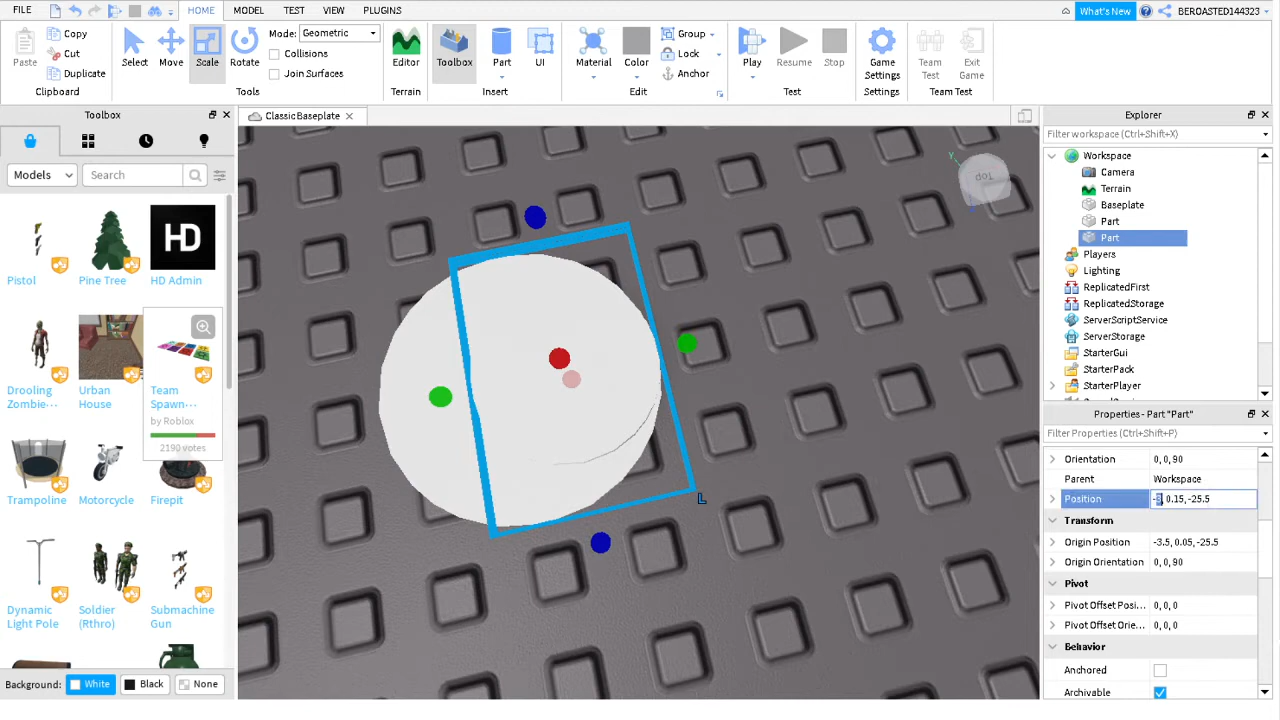 FILE HOME MODEL TEST VIEW PLUGINS What's New BEROASTED144323
Paste Copy Cut Duplicate Clipboard
Select Move Scale Rotate Mode: Geometric Collisions Join Surfaces Tools
Editor Terrain
Toolbox Part UI Insert
Material Color Group Lock Anchor Edit
Play Resume Stop Test
Game Settings Settings
Team Test Exit Game Team Test
Toolbox
Models Search
Pistol Pine Tree HD Admin
HD
Drooling Zombie··· Urban House Team Spawn···
by Roblox
2190 votes
Trampoline Motorcycle Firepit
Dynamic Light Pole Soldier (Rthro) Submachine Gun
Background: White Black None
ClassicBaseplate
Y
TOP
L
Explorer
Filter workspace (Ctrl+Shift+X)
Workspace
Camera
Terrain
Baseplate
Part
Part
Players
Lighting
ReplicatedFirst
ReplicatedStorage
ServerScriptService
ServerStorage
StarterGui
StarterPack
StarterPlayer
Properties - Part "Part"
Filter Properties (Ctrl+Shift+P)
Orientation 0, 0, 90
Parent Workspace
Position 0.15, -25.5
Transform
Origin Position -3.5, 0.05, -25.5
Origin Orientation 0, 0, 90
Pivot
Pivot Offset Posi... 0, 0, 0
Pivot Offset Orie... 0, 0, 0
Behavior
Anchored
Archivable